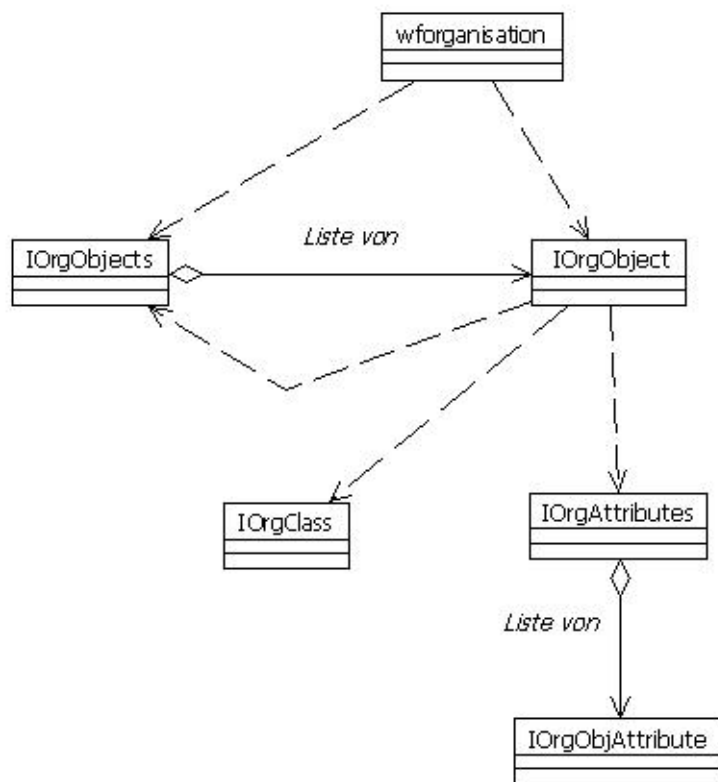 wforganisation
Liste von
IOrgObjects
IOrgObject
IOrgClass
IOrgAttributes
Liste von
IOrgObjAttribute